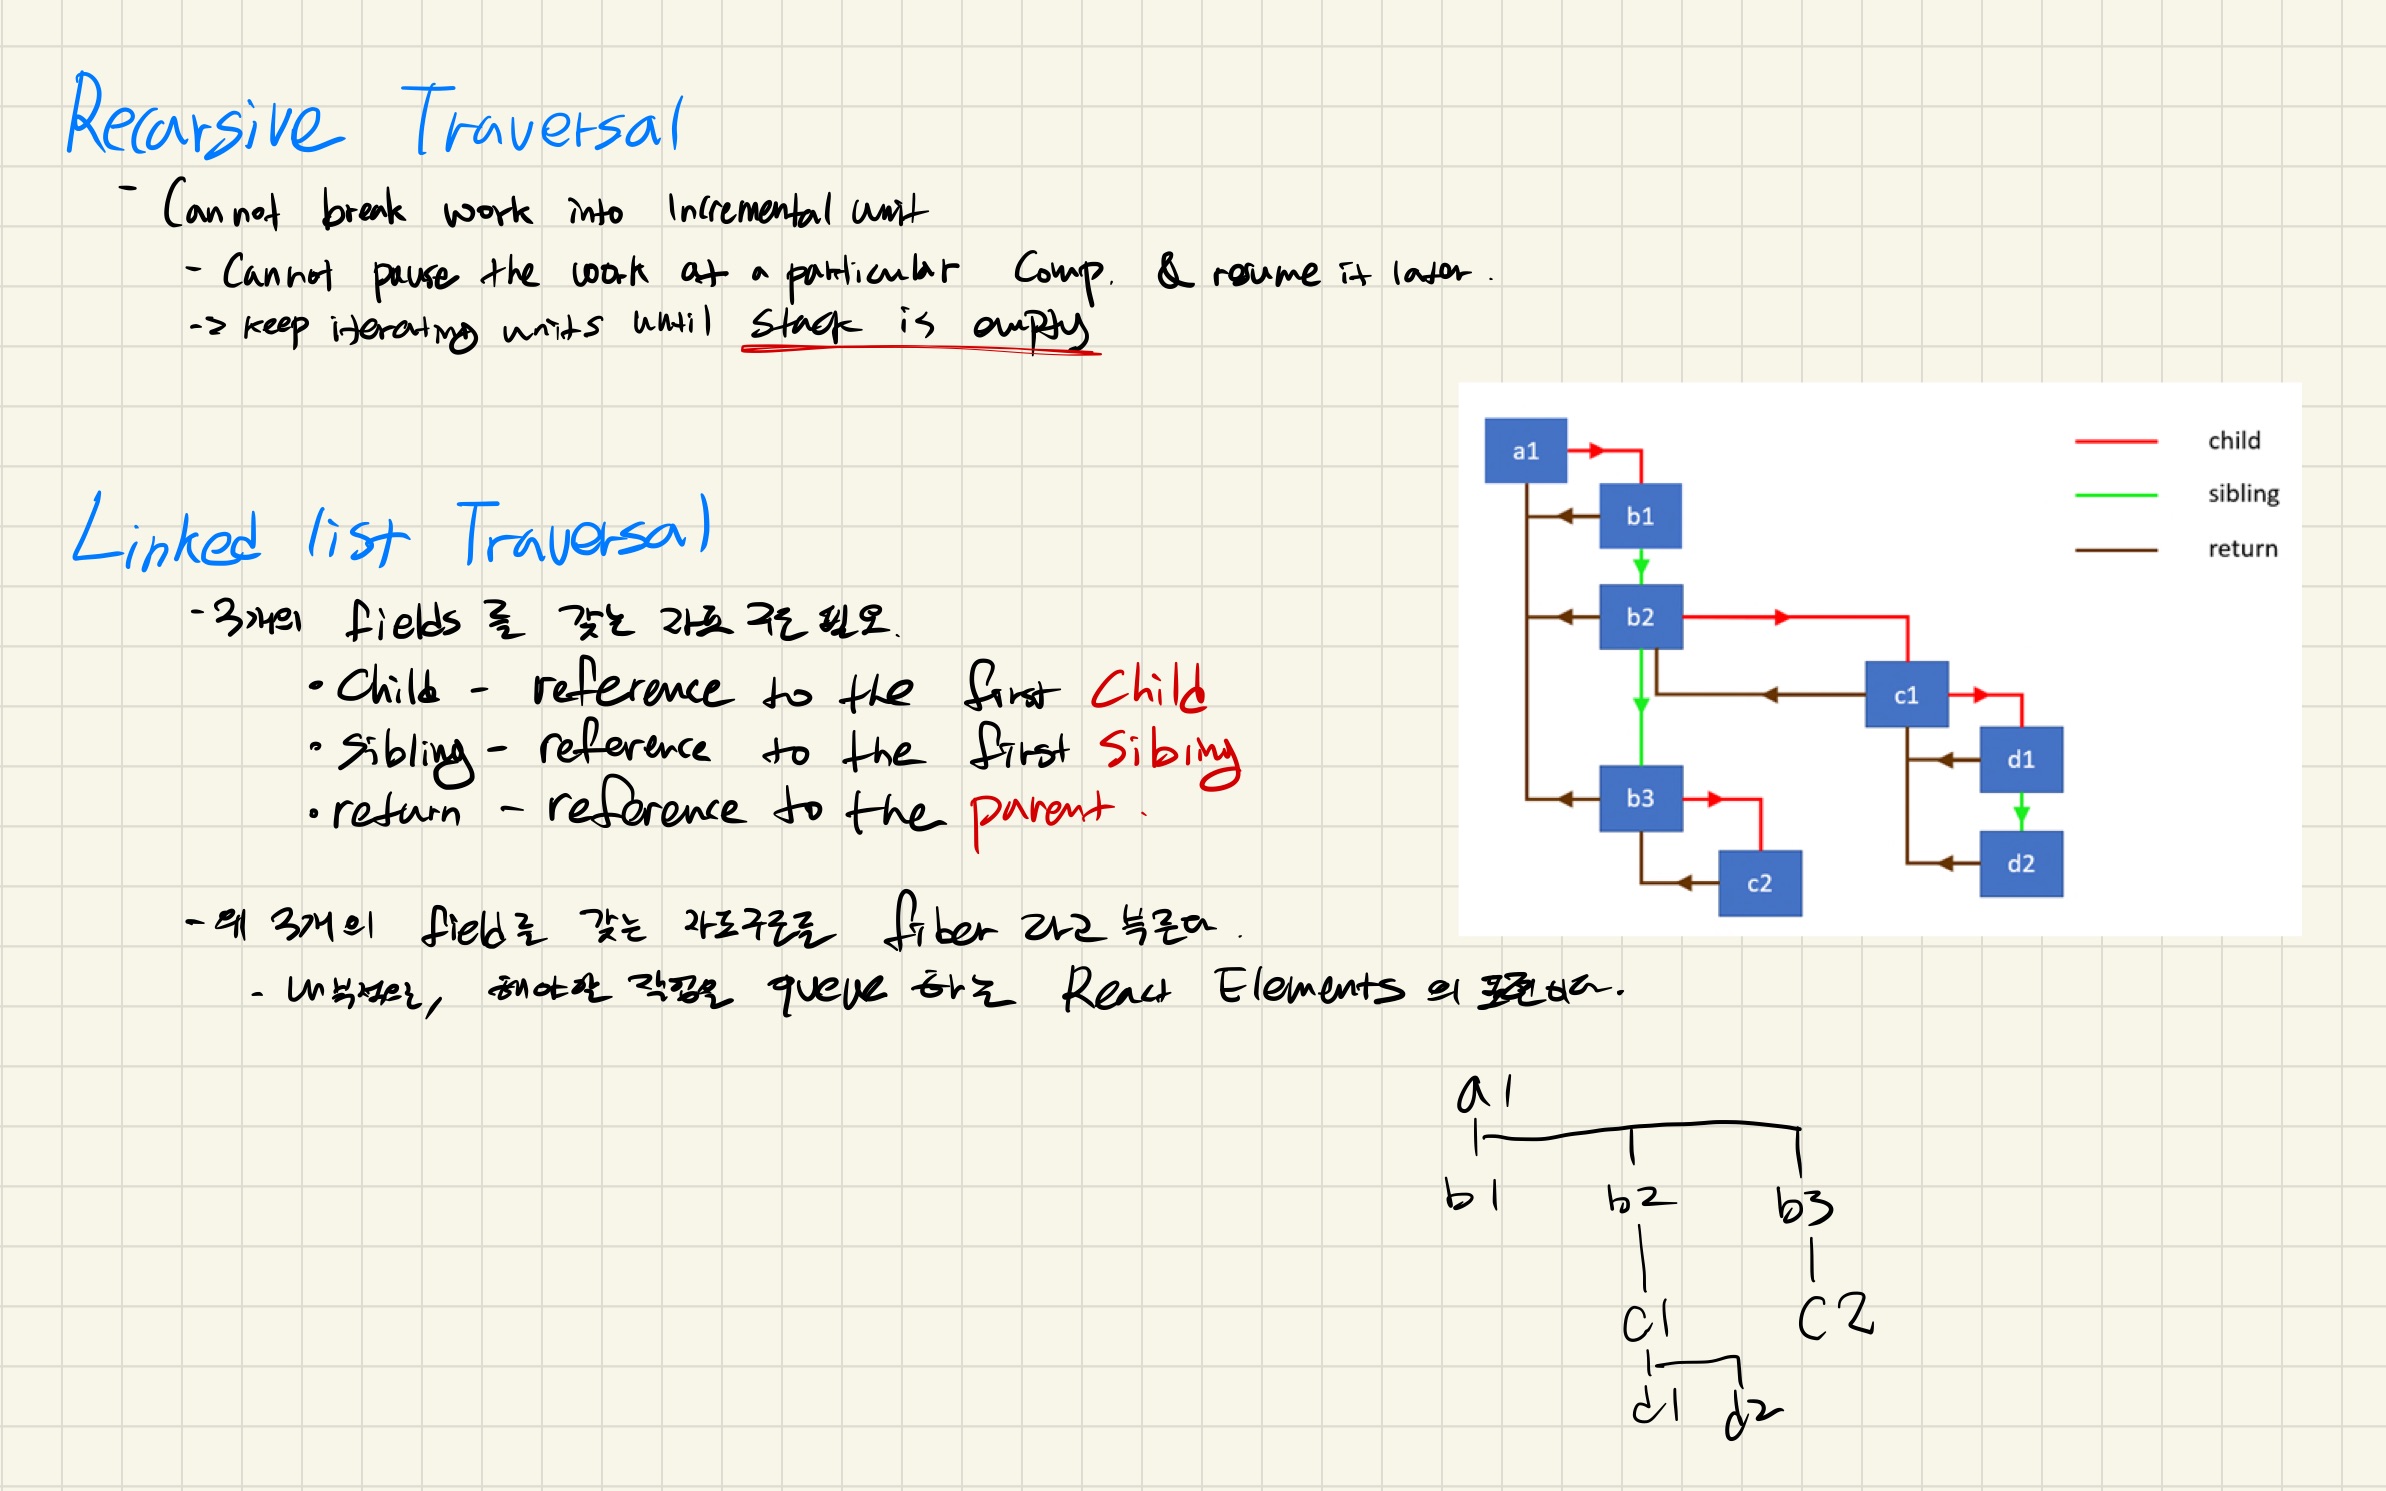 Recarsive Traversal
- Cannot break work into Incremental unit
- Cannot pause the work at a particular Comp. & resume it later.
-> keep iterating units until stack is empty
Linked list Traversal
- 3개의 fields 를 갖는 자료 구조 필요.
• Child - reference to the first Child
• sibling - reference to the first sibling
• return - reference to the parent.
- 위 3개의 field를 갖는 자료구조를 fiber 라고 부른다.
- 내부적으로, 해야할 작업을 queue 하는 React Elements 의 표현이다.
a1
b1
b2
b3
c1
c2
d1
d2
child
sibling
return
a1
b1 b2 b3
c1 c2
d1 d2